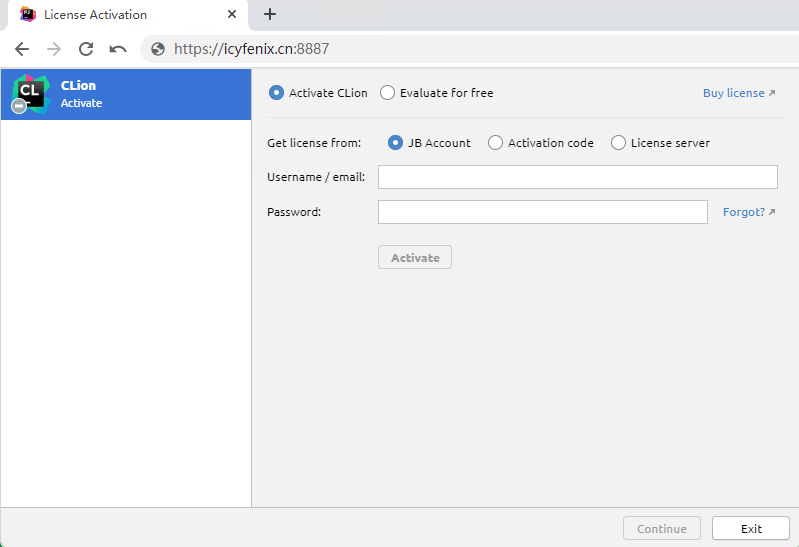 License Activation
https://icyfenix.cn:8887
CL
CLion
Activate
Activate CLion
Evaluate for free
Buy license ↗
Get license from:
JB Account
Activation code
License server
Username / email:
Password:
Forgot? ↗
Activate
Continue
Exit